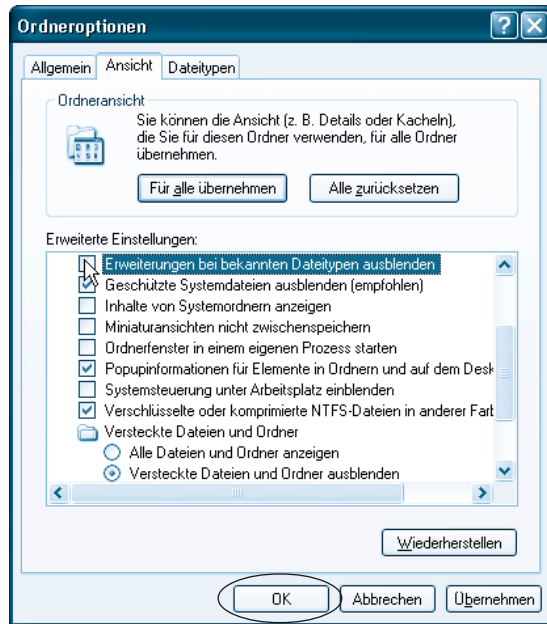 Ordneroptionen
Allgemein Ansicht Dateitypen
Ordneransicht
Sie können die Ansicht (z. B. Details oder Kacheln),
die Sie für diesen Ordner verwenden, für alle Ordner
übernehmen.
Für alle übernehmen Alle zurücksetzen
Erweiterte Einstellungen:
Erweiterungen bei bekannten Dateitypen ausblenden
Geschützte Systemdateien ausblenden (empfohlen)
Inhalte von Systemordnern anzeigen
Miniaturansichten nicht zwischenspeichern
Ordnerfenster in einem eigenen Prozess starten
Popupinformationen für Elemente in Ordnern und auf dem Desk
Systemsteuerung unter Arbeitsplatz einblenden
Verschlüsselte oder komprimierte NTFS-Dateien in anderer Farb
Versteckte Dateien und Ordner
Alle Dateien und Ordner anzeigen
Versteckte Dateien und Ordner ausblenden
Wiederherstellen
OK Abbrechen Übernehmen